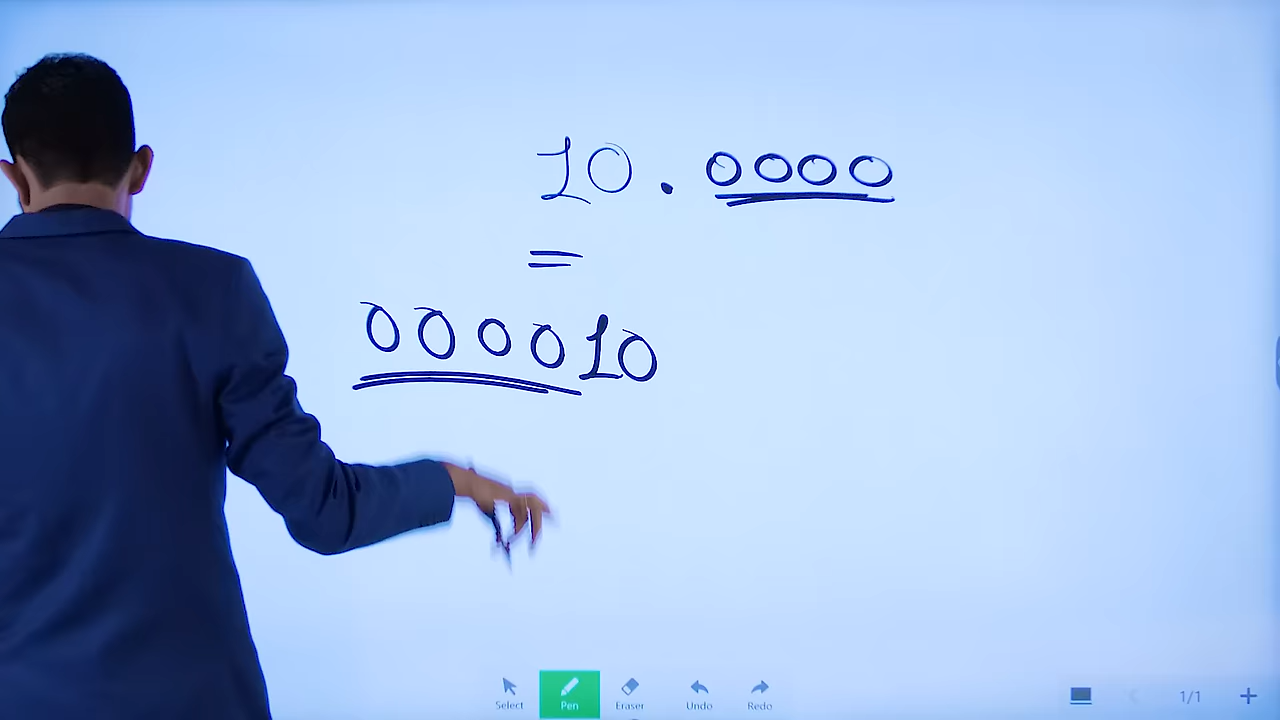 10.0000
=
000010
Select Pen Eraser Undo Redo 1/1